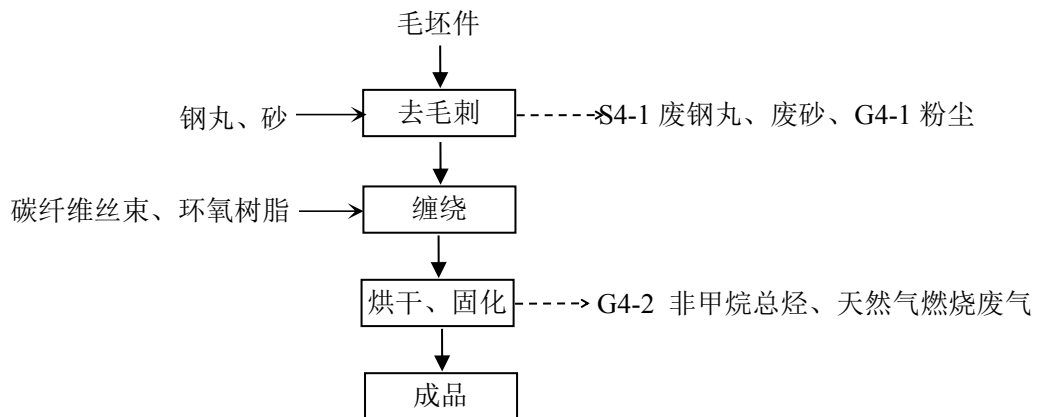 毛坯件
钢丸、砂
去毛刺
S4-1 废钢丸、废砂、G4-1 粉尘
碳纤维丝束、环氧树脂
缠绕
烘干、固化
G4-2 非甲烷总烃、天然气燃烧废气
成品